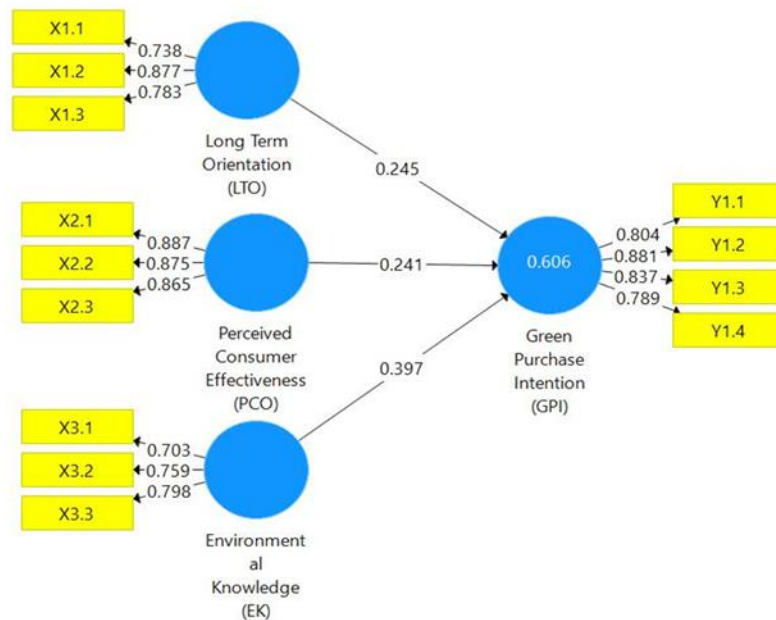 X1.1
X1.2
X1.3
0.738
0.877
0.783
Long Term
Orientation
(LTO)
0.245
X2.1
X2.2
X2.3
0.887
0.875
0.865
Perceived
Consumer
Effectiveness
(PCO)
0.241
X3.1
X3.2
X3.3
0.703
0.759
0.798
Environment
al
Knowledge
(EK)
0.397
0.606
Green
Purchase
Intention
(GPI)
0.804
0.881
0.837
0.789
Y1.1
Y1.2
Y1.3
Y1.4